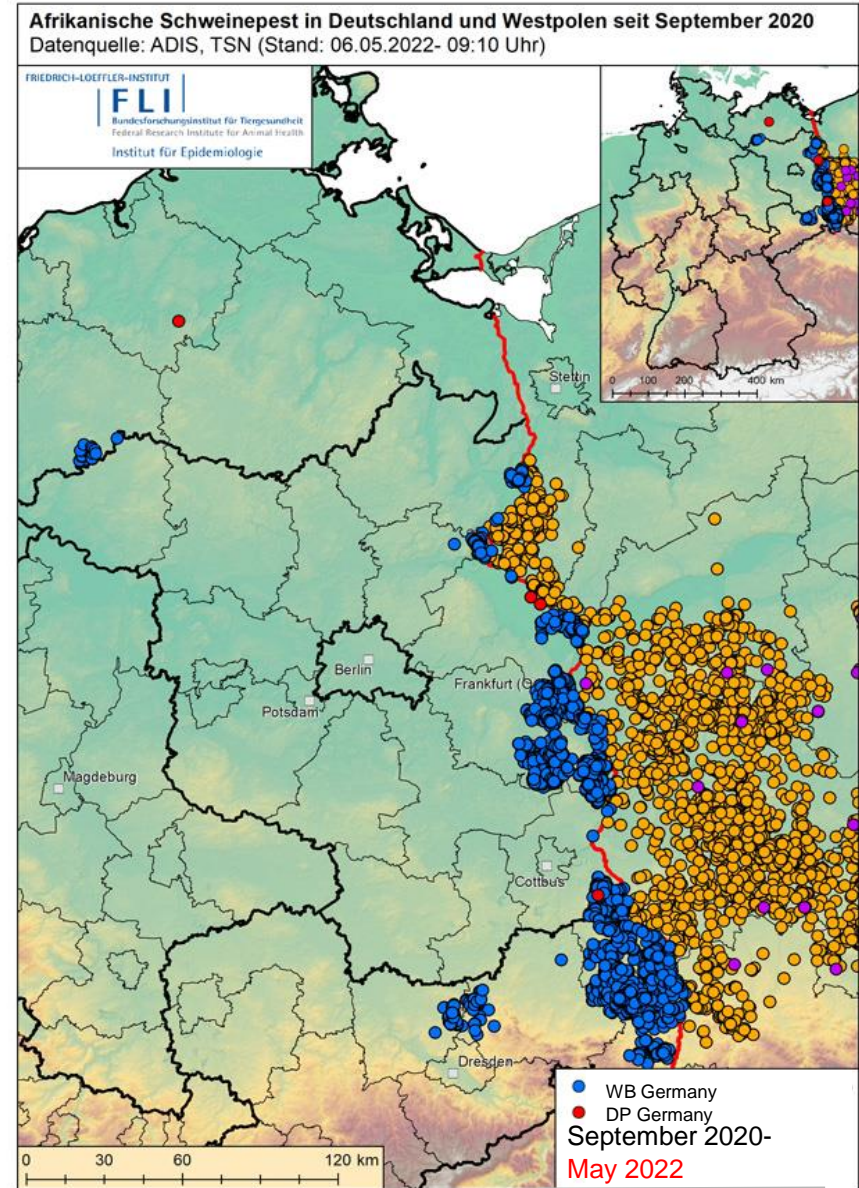 Afrikanische Schweinepest in Deutschland und Westpolen seit September 2020
Datenquelle: ADIS, TSN (Stand: 06.05.2022- 09:10 Uhr)
FRIEDRICH-LOEFFLER-INSTITUT
FLI
Bundesforschungsinstitut für Tiergesundheit
Federal Research Institute for Animal Health
Institut für Epidemiologie
0 100 200 400 km
Stettin
Berlin
Frankfurt (O
Potsdam
Magdeburg
Cottbus
Dresden
WB Germany
DP Germany
September 2020-
May 2022
0 30 60 120 km